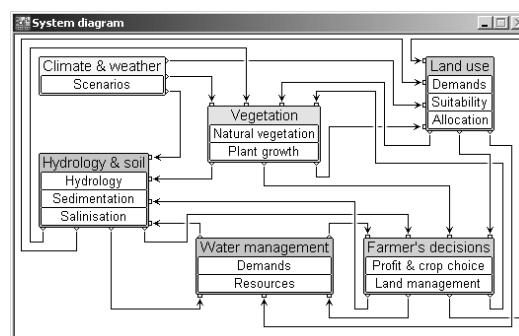 System diagram
Climate & weather
Scenarios
Land use
Demands
Suitability
Allocation
Vegetation
Natural vegetation
Plant growth
Hydrology & soil
Hydrology
Sedimentation
Salinisation
Water management
Demands
Resources
Farmer's decisions
Profit & crop choice
Land management